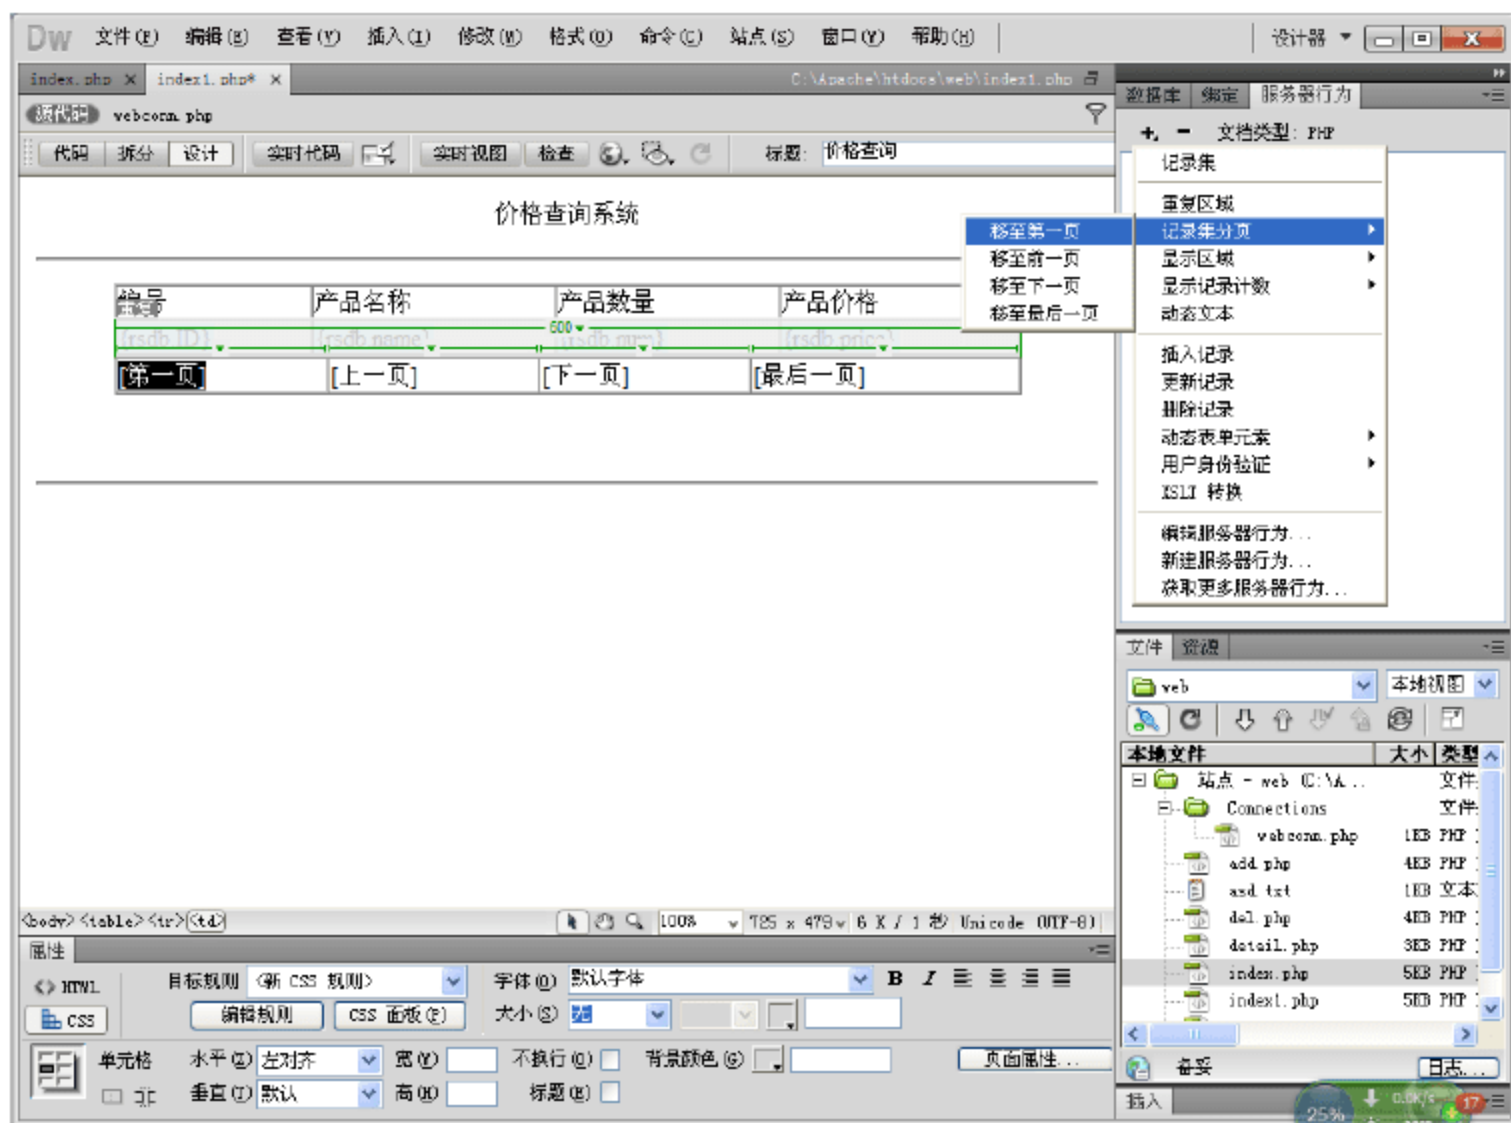 Dw 文件(F) 编辑(E) 查看(V) 插入(I) 修改(M) 格式(O) 命令(C) 站点(S) 窗口(W) 帮助(H) 设计器
index.php × index1.php* × C:\Apache\htdocs\web\index1.php
源代码 webconn.php
代码 拆分 设计 实时代码 实时视图 检查 标题: 价格查询
价格查询系统
编号 产品名称 产品数量 产品价格
600
{rsdb.ID} {rsdb.name} {rsdb.num} {rsdb.price}
[第一页] [上一页] [下一页] [最后一页]
数据库 绑定 服务器行为
文档类型: PHP
记录集
重复区域
记录集分页
显示区域
显示记录计数
动态文本
插入记录
更新记录
删除记录
动态表单元素
用户身份验证
XSLT 转换
编辑服务器行为...
新建服务器行为...
获取更多服务器行为...
移至第一页
移至前一页
移至下一页
移至最后一页
文件 资源
web 本地视图
本地文件 大小 类型
站点 - web (C:\A... 文件
Connections 文件
webconn.php 1KB PHP
add.php 4KB PHP
asd.txt 1KB 文本
del.php 4KB PHP
detail.php 3KB PHP
index.php 5KB PHP
index1.php 5KB PHP
备妥 日志...
插入
25% 0.0K/s 17
<body> <table> <tr> <td> 100% 725 x 479 6 K / 1 秒 Unicode (UTF-8)
属性
<> HTML 目标规则 <新 CSS 规则> 字体(O) 默认字体 B I
CSS 编辑规则 CSS 面板(P) 大小(S) 无
单元格 水平(Z) 左对齐 宽(W) 不换行(O) 背景颜色(G) 页面属性...
垂直(T) 默认 高(H) 标题(E)